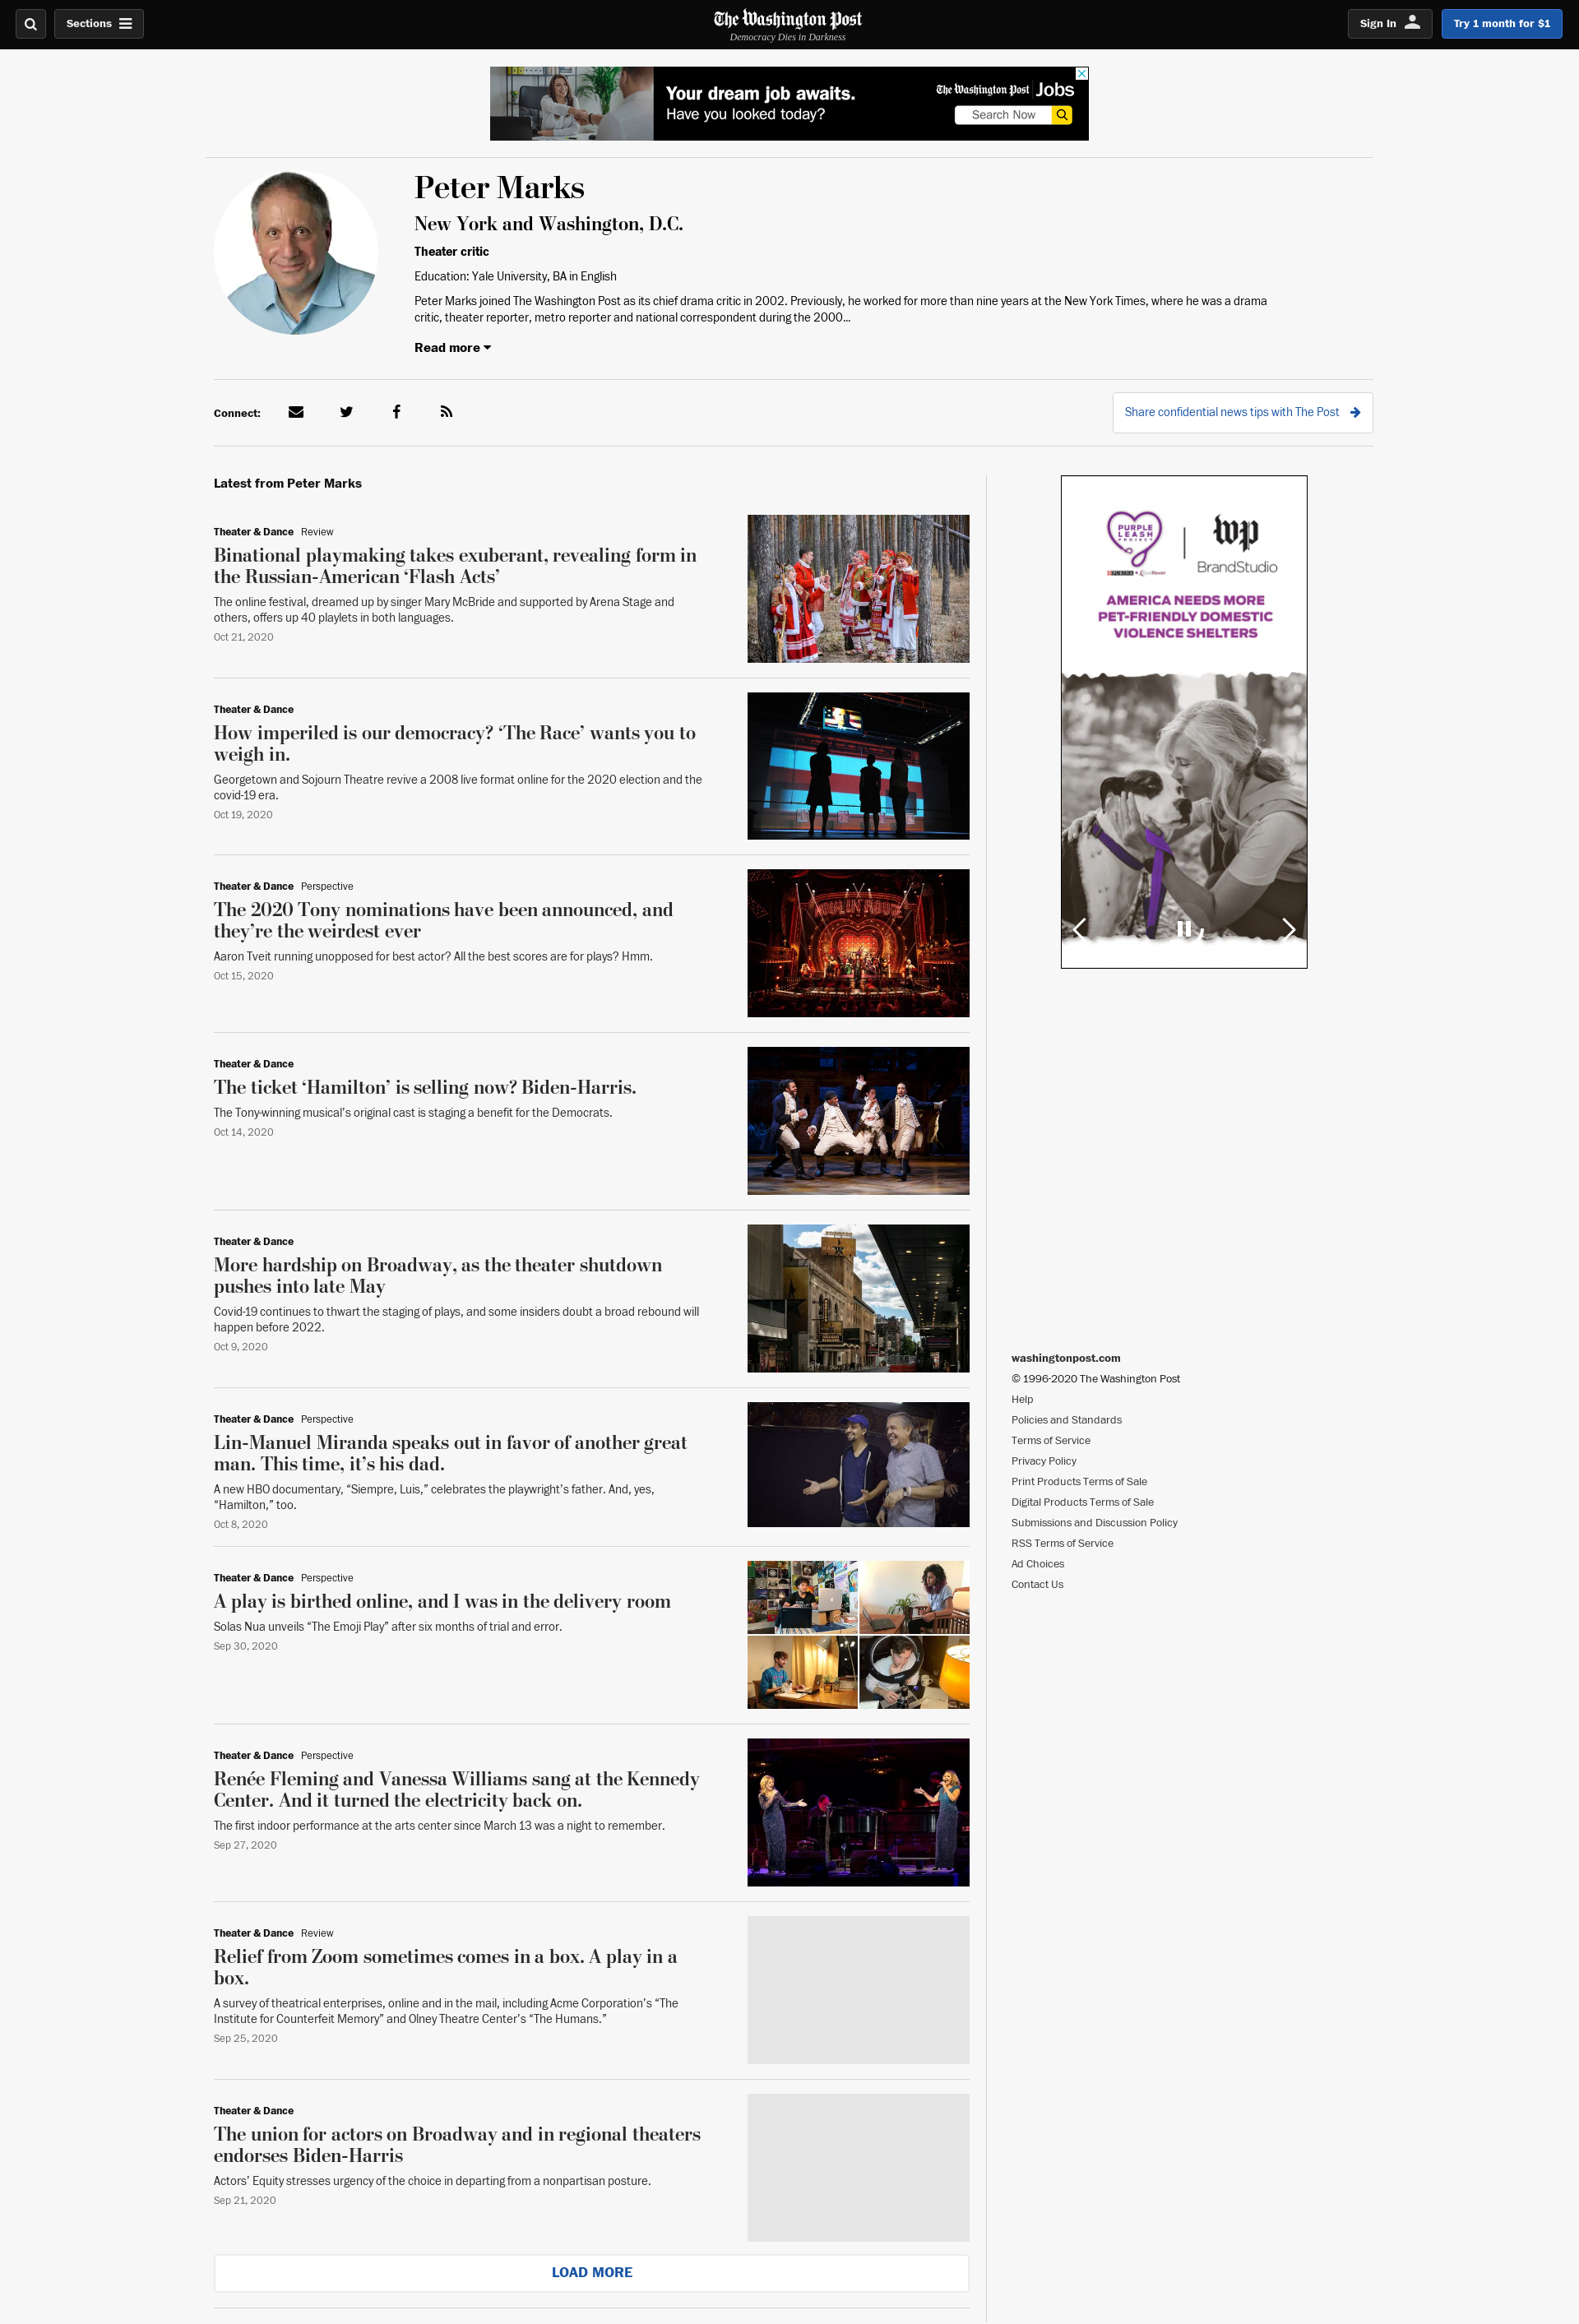 Sections
The Washington Post
Democracy Dies in Darkness
Sign In
Try 1 month for $1
Your dream job awaits.
Have you looked today?
The Washington Post Jobs
Search Now
Peter Marks
New York and Washington, D.C.
Theater critic
Education: Yale University, BA in English
Peter Marks joined The Washington Post as its chief drama critic in 2002. Previously, he worked for more than nine years at the New York Times, where he was a drama
critic, theater reporter, metro reporter and national correspondent during the 2000...
Read more
Connect:
Share confidential news tips with The Post
Latest from Peter Marks
Theater & Dance Review
Binational playmaking takes exuberant, revealing form in
the Russian-American ‘Flash Acts’
The online festival, dreamed up by singer Mary McBride and supported by Arena Stage and
others, offers up 40 playlets in both languages.
Oct 21, 2020
Theater & Dance
How imperiled is our democracy? ‘The Race’ wants you to
weigh in.
Georgetown and Sojourn Theatre revive a 2008 live format online for the 2020 election and the
covid-19 era.
Oct 19, 2020
Theater & Dance Perspective
The 2020 Tony nominations have been announced, and
they’re the weirdest ever
Aaron Tveit running unopposed for best actor? All the best scores are for plays? Hmm.
Oct 15, 2020
MOULIN ROUGE
Theater & Dance
The ticket ‘Hamilton’ is selling now? Biden-Harris.
The Tony-winning musical’s original cast is staging a benefit for the Democrats.
Oct 14, 2020
Theater & Dance
More hardship on Broadway, as the theater shutdown
pushes into late May
Covid-19 continues to thwart the staging of plays, and some insiders doubt a broad rebound will
happen before 2022.
Oct 9, 2020
Theater & Dance Perspective
Lin-Manuel Miranda speaks out in favor of another great
man. This time, it’s his dad.
A new HBO documentary, “Siempre, Luis,” celebrates the playwright’s father. And, yes,
“Hamilton,” too.
Oct 8, 2020
Theater & Dance Perspective
A play is birthed online, and I was in the delivery room
Solas Nua unveils “The Emoji Play” after six months of trial and error.
Sep 30, 2020
Theater & Dance Perspective
Renée Fleming and Vanessa Williams sang at the Kennedy
Center. And it turned the electricity back on.
The first indoor performance at the arts center since March 13 was a night to remember.
Sep 27, 2020
Theater & Dance Review
Relief from Zoom sometimes comes in a box. A play in a
box.
A survey of theatrical enterprises, online and in the mail, including Acme Corporation’s “The
Institute for Counterfeit Memory” and Olney Theatre Center’s “The Humans.”
Sep 25, 2020
Theater & Dance
The union for actors on Broadway and in regional theaters
endorses Biden-Harris
Actors’ Equity stresses urgency of the choice in departing from a nonpartisan posture.
Sep 21, 2020
LOAD MORE
PURPLE
LEASH
PROJECT
PURINA
wp
BrandStudio
AMERICA NEEDS MORE
PET-FRIENDLY DOMESTIC
VIOLENCE SHELTERS
washingtonpost.com
© 1996-2020 The Washington Post
Help
Policies and Standards
Terms of Service
Privacy Policy
Print Products Terms of Sale
Digital Products Terms of Sale
Submissions and Discussion Policy
RSS Terms of Service
Ad Choices
Contact Us